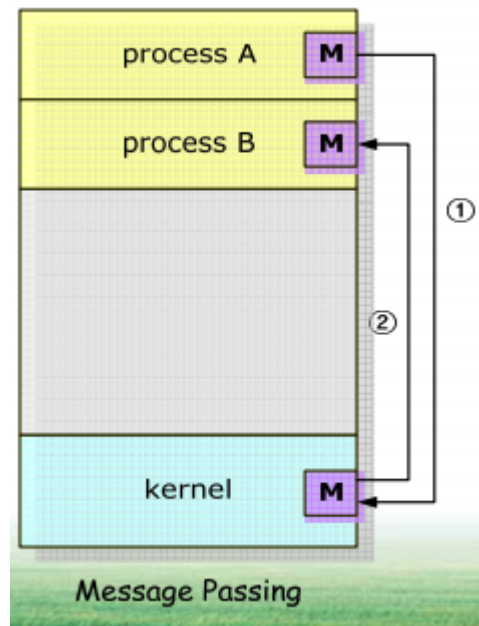 process A M
process B M
①
②
kernel M
Message Passing